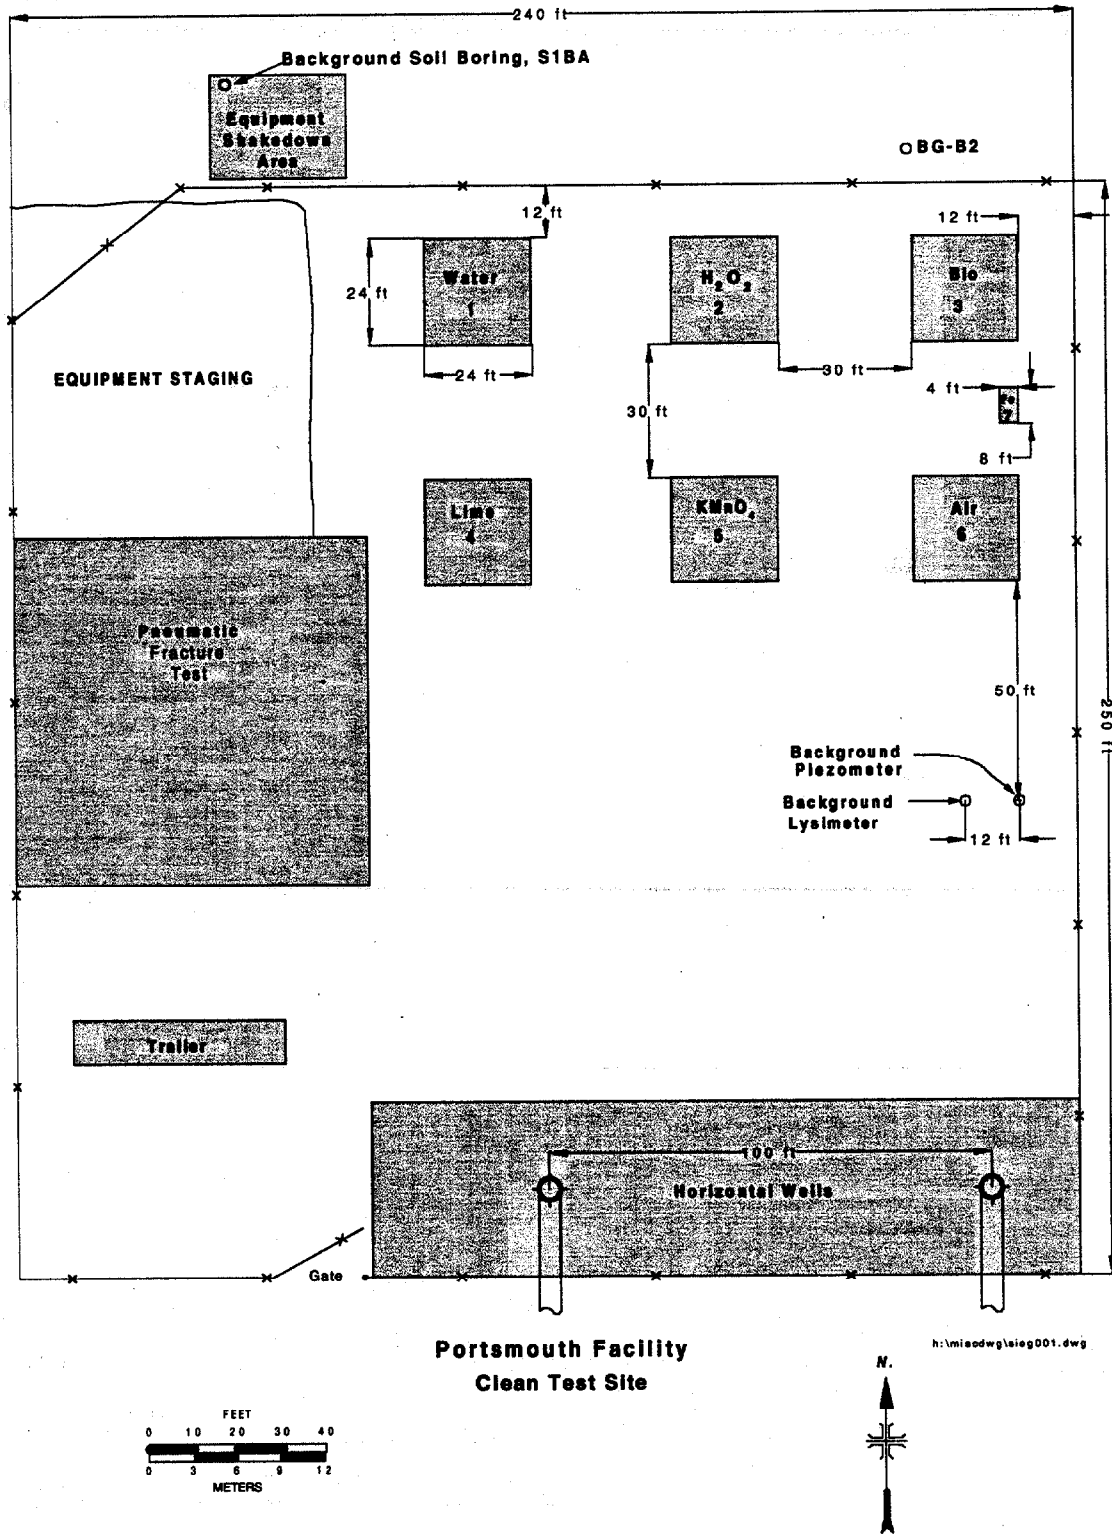 240 ft
Background Soil Boring, S1BA
Equipment
Shakedown
Area
BG-B2
12 ft
12 ft
Water
1
H2O2
2
Bio
3
24 ft
24 ft
30 ft
EQUIPMENT STAGING
4 ft
30 ft
Fe
7
8 ft
Lime
4
KMnO4
5
Air
6
Pneumatic
Fracture
Test
50 ft
250 ft
Background
Piezometer
Background
Lysimeter
12 ft
Trailer
100 ft
Horizontal Wells
Gate
Portsmouth Facility
Clean Test Site
h:\miscdwg\sieg001.dwg
N.
FEET
0 10 20 30 40
0 3 6 9 12
METERS